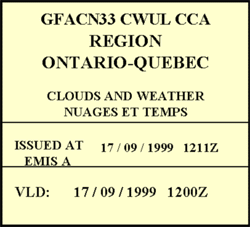 GFACN33 CWUL CCA
REGION
ONTARIO-QUEBEC
CLOUDS AND WEATHER
NUAGES ET TEMPS
ISSUED AT 17/09/1999 1211Z
EMIS A
VLD: 17/09/1999 1200Z